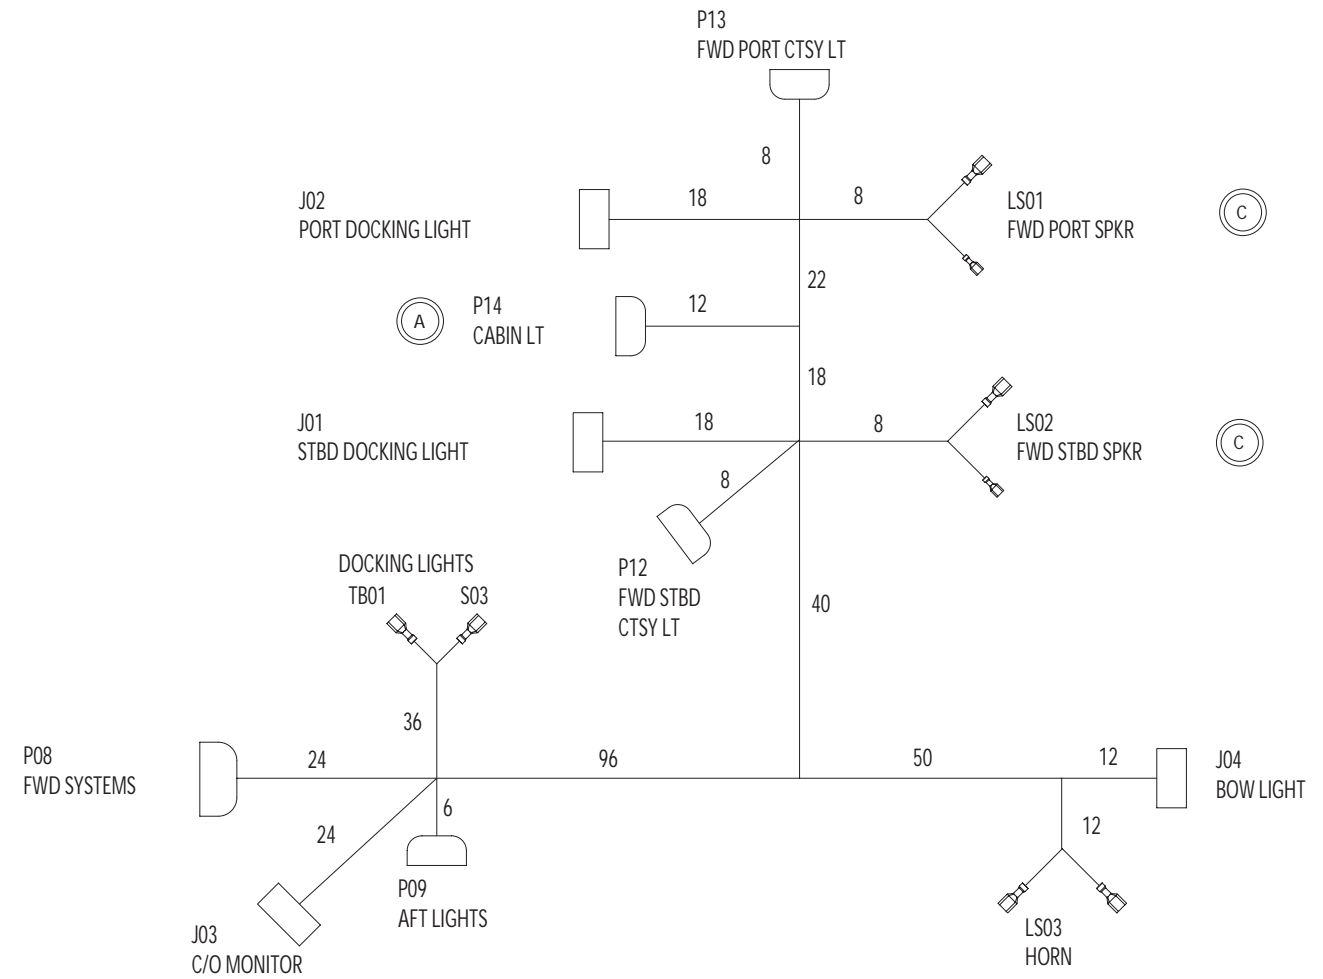 P13
FWD PORT CTSY LT
8
J02
PORT DOCKING LIGHT
18
8
LS01
FWD PORT SPKR
C
22
A
P14
CABIN LT
12
18
J01
STBD DOCKING LIGHT
18
8
LS02
FWD STBD SPKR
C
8
P12
FWD STBD
CTSY LT
DOCKING LIGHTS
TB01
S03
40
36
P08
FWD SYSTEMS
24
96
50
12
J04
BOW LIGHT
6
24
12
P09
AFT LIGHTS
J03
C/O MONITOR
LS03
HORN